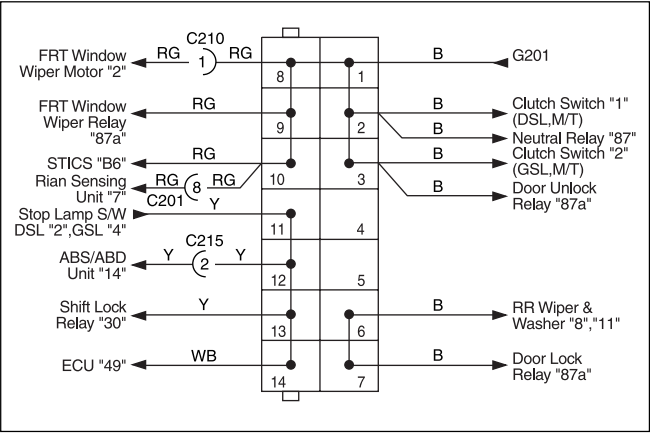 C210
FRT Window
Wiper Motor "2"
RG
1
RG
8
1
B
G201
FRT Window
Wiper Relay
"87a"
RG
9
2
B
Clutch Switch "1"
(DSL,M/T)
B
Neutral Relay "87"
STICS "B6"
RG
10
3
B
Clutch Switch "2"
(GSL,M/T)
Rian Sensing
Unit "7"
RG
8
RG
C201
B
Door Unlock
Relay "87a"
Stop Lamp S/W
DSL "2",GSL "4"
Y
11
4
C215
ABS/ABD
Unit "14"
Y
2
Y
12
5
Shift Lock
Relay "30"
Y
13
6
B
RR Wiper &
Washer "8","11"
ECU "49"
WB
14
7
B
Door Lock
Relay "87a"